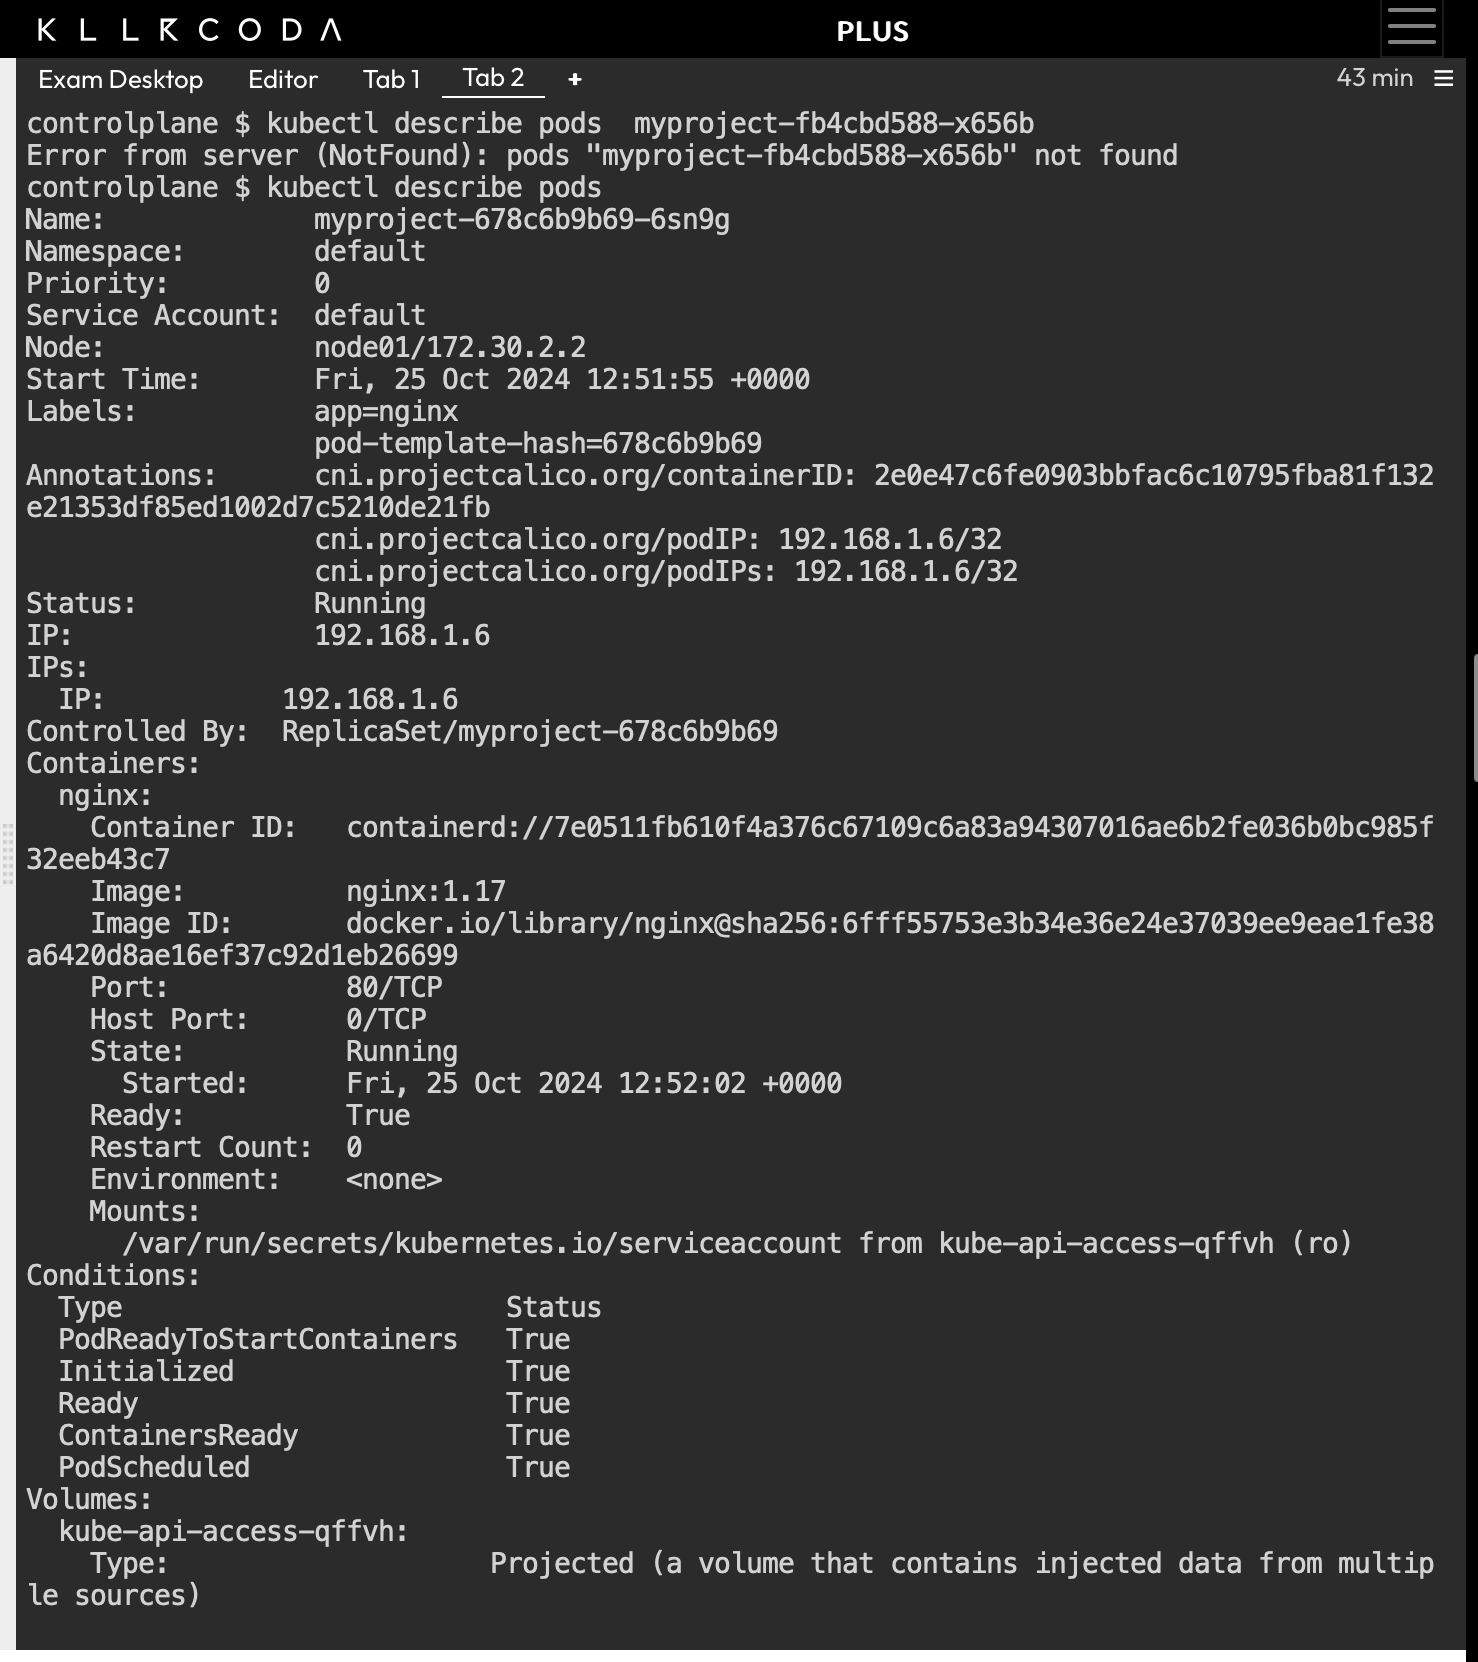 KILLERCODA
PLUS
Exam Desktop Editor Tab 1 Tab 2 + 43 min
controlplane $ kubectl describe pods  myproject-fb4cbd588-x656b
Error from server (NotFound): pods "myproject-fb4cbd588-x656b" not found
controlplane $ kubectl describe pods
Name:             myproject-678c6b9b69-6sn9g
Namespace:        default
Priority:         0
Service Account:  default
Node:             node01/172.30.2.2
Start Time:       Fri, 25 Oct 2024 12:51:55 +0000
Labels:           app=nginx
                  pod-template-hash=678c6b9b69
Annotations:      cni.projectcalico.org/containerID: 2e0e47c6fe0903bbfac6c10795fba81f132
e21353df85ed1002d7c5210de21fb
                  cni.projectcalico.org/podIP: 192.168.1.6/32
                  cni.projectcalico.org/podIPs: 192.168.1.6/32
Status:           Running
IP:               192.168.1.6
IPs:
  IP:           192.168.1.6
Controlled By:  ReplicaSet/myproject-678c6b9b69
Containers:
  nginx:
    Container ID:   containerd://7e0511fb610f4a376c67109c6a83a94307016ae6b2fe036b0bc985f
32eeb43c7
    Image:          nginx:1.17
    Image ID:       docker.io/library/nginx@sha256:6fff55753e3b34e36e24e37039ee9eae1fe38
a6420d8ae16ef37c92d1eb26699
    Port:           80/TCP
    Host Port:      0/TCP
    State:          Running
      Started:      Fri, 25 Oct 2024 12:52:02 +0000
    Ready:          True
    Restart Count:  0
    Environment:    <none>
    Mounts:
      /var/run/secrets/kubernetes.io/serviceaccount from kube-api-access-qffvh (ro)
Conditions:
  Type                        Status
  PodReadyToStartContainers   True
  Initialized                 True
  Ready                       True
  ContainersReady             True
  PodScheduled                True
Volumes:
  kube-api-access-qffvh:
    Type:                    Projected (a volume that contains injected data from multip
le sources)